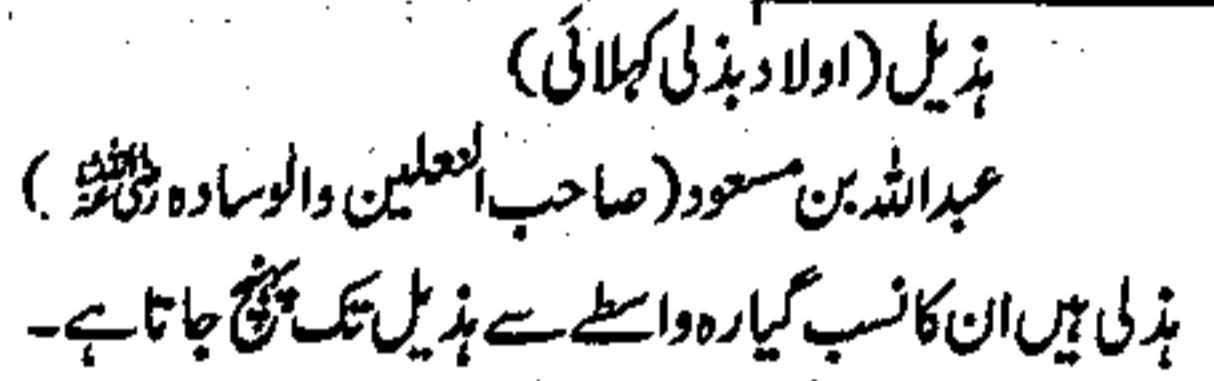 ہذیل (اولاد ہذلی کہلائی)
عبداللہ بن مسعود (صاحب النعلین والوسادہ رضی اللہ عنہ)
ہذلی ہیں ان کا نسب گیارہ واسطے سے ہذیل تک پہنچ جاتا ہے۔